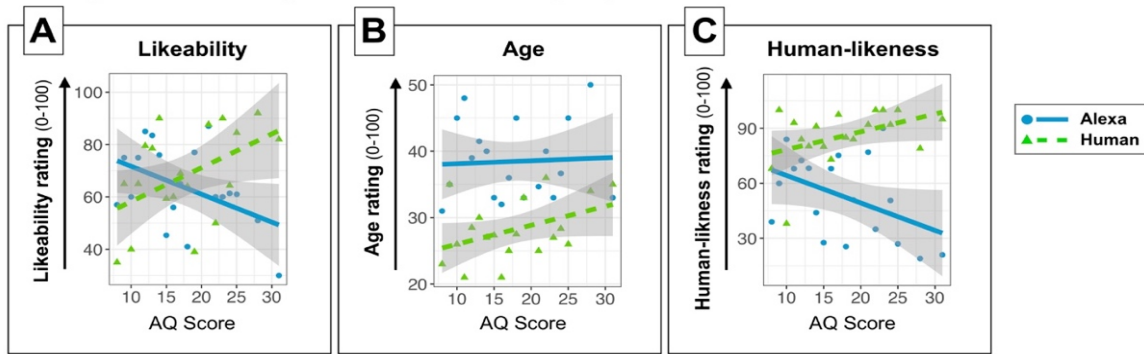 A
Likeability
Likeability rating (0-100)
100
80
60
40
10
15
20
25
30
AQ Score
B
Age
Age rating (0-100)
50
40
30
20
10
15
20
25
30
AQ Score
C
Human-likeness
Human-likness rating (0-100)
90
60
30
10
15
20
25
30
AQ Score
Alexa
Human